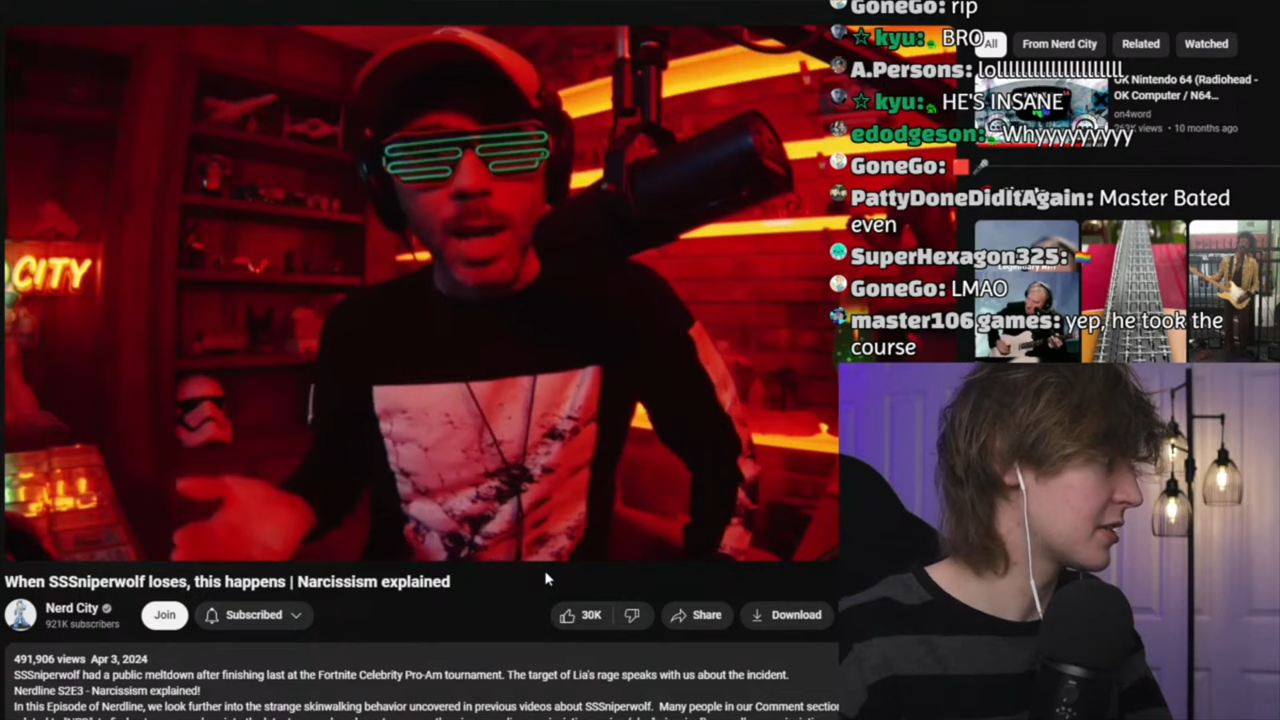 GoneGo: rip
☆ kyu: BRO
A.Persons: lolllllllllllllllllllll
☆ kyu: HE'S INSANE
edodgeson: Whyyyyyyyy
GoneGo: 🟥🎤
PattyDoneDidItAgain: Master Bated
even
SuperHexagon325: 🏳️‍🌈
GoneGo: LMAO
master106 games: yep, he took the
course
All
From Nerd City
Related
Watched
OK Nintendo 64 (Radiohead -
OK Computer / N64...
on4word
views • 10 months ago
CITY
When SSSniperwolf loses, this happens | Narcissism explained
Nerd City
921K subscribers
Join
Subscribed
30K
Share
Download
491,906 views Apr 3, 2024
SSSniperwolf had a public meltdown after finishing last at the Fortnite Celebrity Pro-Am tournament. The target of Lia's rage speaks with us about the incident.
Nerdline S2E3 - Narcissism explained!
In this Episode of Nerdline, we look further into the strange skinwalking behavior uncovered in previous videos about SSSniperwolf. Many people in our Comment section